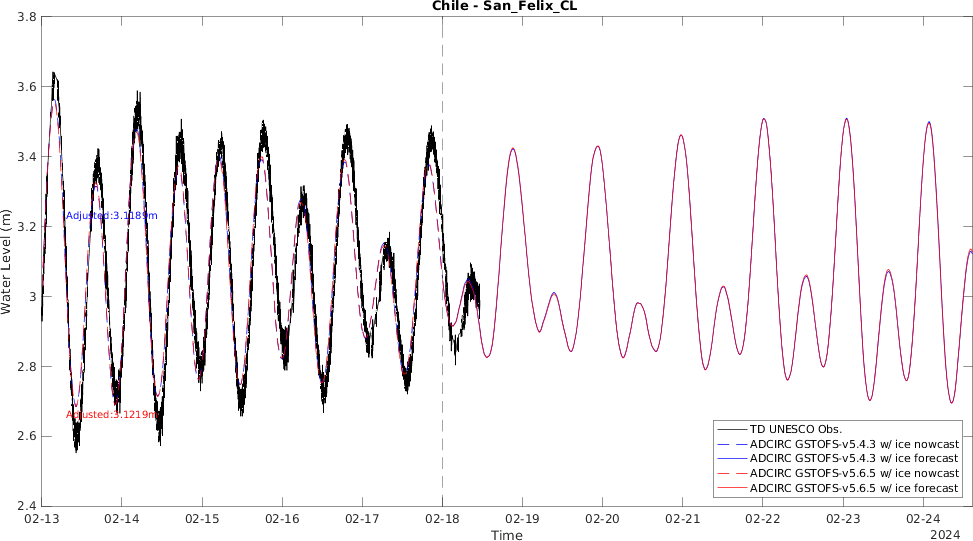 Chile - San_Felix_CL
Water Level (m)
3.8
3.6
3.4
3.2
3
2.8
2.6
2.4
Adjusted:3.1189m
Adjusted:3.1219m
TD UNESCO Obs.
ADCIRC GSTOFS-v5.4.3 w/ ice nowcast
ADCIRC GSTOFS-v5.4.3 w/ ice forecast
ADCIRC GSTOFS-v5.6.5 w/ ice nowcast
ADCIRC GSTOFS-v5.6.5 w/ ice forecast
02-13 02-14 02-15 02-16 02-17 02-18 02-19 02-20 02-21 02-22 02-23 02-24
Time
2024